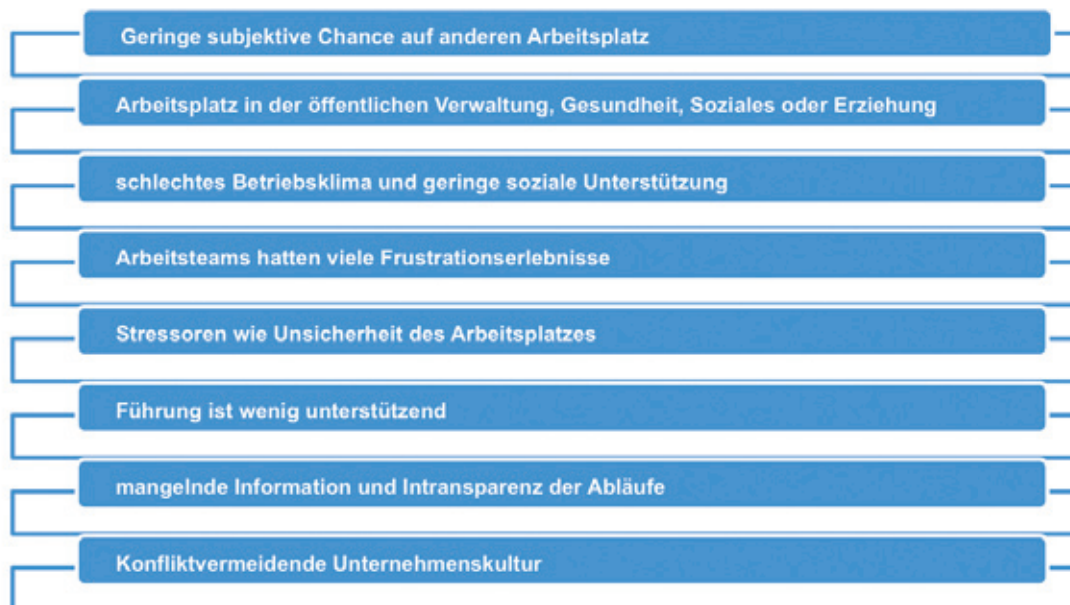 Geringe subjektive Chance auf anderen Arbeitsplatz
Arbeitsplatz in der öffentlichen Verwaltung, Gesundheit, Soziales oder Erziehung
schlechtes Betriebsklima und geringe soziale Unterstützung
Arbeitsteams hatten viele Frustrationserlebnisse
Stressoren wie Unsicherheit des Arbeitsplatzes
Führung ist wenig unterstützend
mangelnde Information und Intransparenz der Abläufe
Konfliktvermeidende Unternehmenskultur